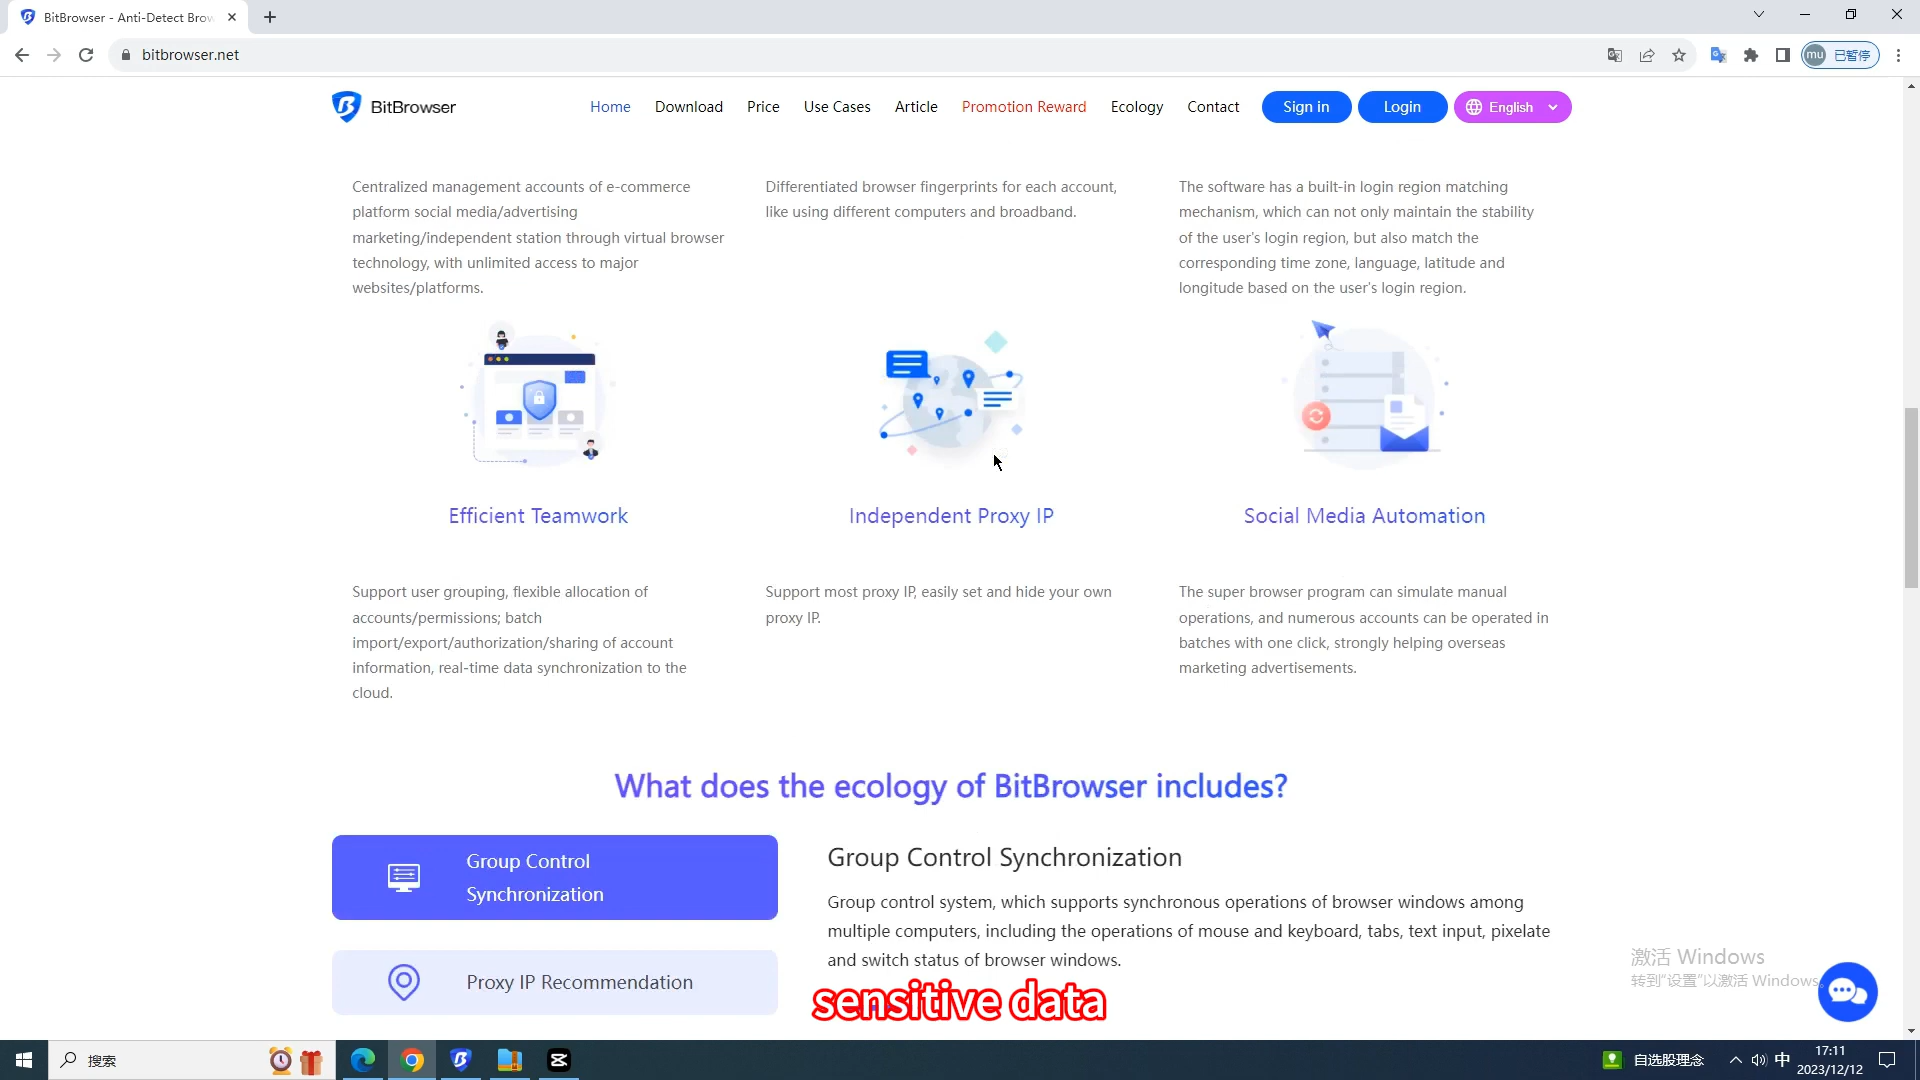 BitBrowser - Anti-Detect Brow
bitbrowser.net
mu 已暂停
BitBrowser
Home Download Price Use Cases Article Promotion Reward Ecology Contact Sign in Login English
Centralized management accounts of e-commerce
platform social media/advertising
marketing/independent station through virtual browser
technology, with unlimited access to major
websites/platforms.
Differentiated browser fingerprints for each account,
like using different computers and broadband.
The software has a built-in login region matching
mechanism, which can not only maintain the stability
of the user's login region, but also match the
corresponding time zone, language, latitude and
longitude based on the user's login region.
Efficient Teamwork
Support user grouping, flexible allocation of
accounts/permissions; batch
import/export/authorization/sharing of account
information, real-time data synchronization to the
cloud.
Independent Proxy IP
Support most proxy IP, easily set and hide your own
proxy IP.
Social Media Automation
The super browser program can simulate manual
operations, and numerous accounts can be operated in
batches with one click, strongly helping overseas
marketing advertisements.
What does the ecology of BitBrowser includes?
Group Control
Synchronization
Proxy IP Recommendation
Group Control Synchronization
Group control system, which supports synchronous operations of browser windows among
multiple computers, including the operations of mouse and keyboard, tabs, text input, pixelate
and switch status of browser windows.
sensitive data
激活 Windows
转到"设置"以激活 Windows。
搜索
自选股理念
中
17:11
2023/12/12